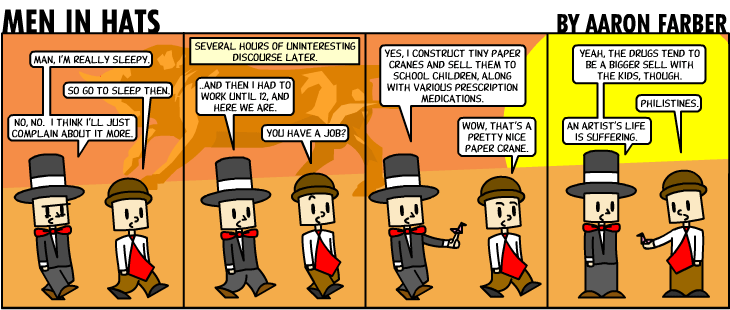 MEN IN HATS
BY AARON FARBER
MAN, I'M REALLY SLEEPY.
SO GO TO SLEEP THEN.
NO, NO. I THINK I'LL JUST
COMPLAIN ABOUT IT MORE.
SEVERAL HOURS OF UNINTERESTING
DISCOURSE LATER.
..AND THEN I HAD TO
WORK UNTIL 12, AND
HERE WE ARE.
YOU HAVE A JOB?
YES, I CONSTRUCT TINY PAPER
CRANES AND SELL THEM TO
SCHOOL CHILDREN, ALONG
WITH VARIOUS PRESCRIPTION
MEDICATIONS.
WOW, THAT'S A
PRETTY NICE
PAPER CRANE.
YEAH, THE DRUGS TEND TO
BE A BIGGER SELL WITH
THE KIDS, THOUGH.
PHILISTINES.
AN ARTIST'S LIFE
IS SUFFERING.